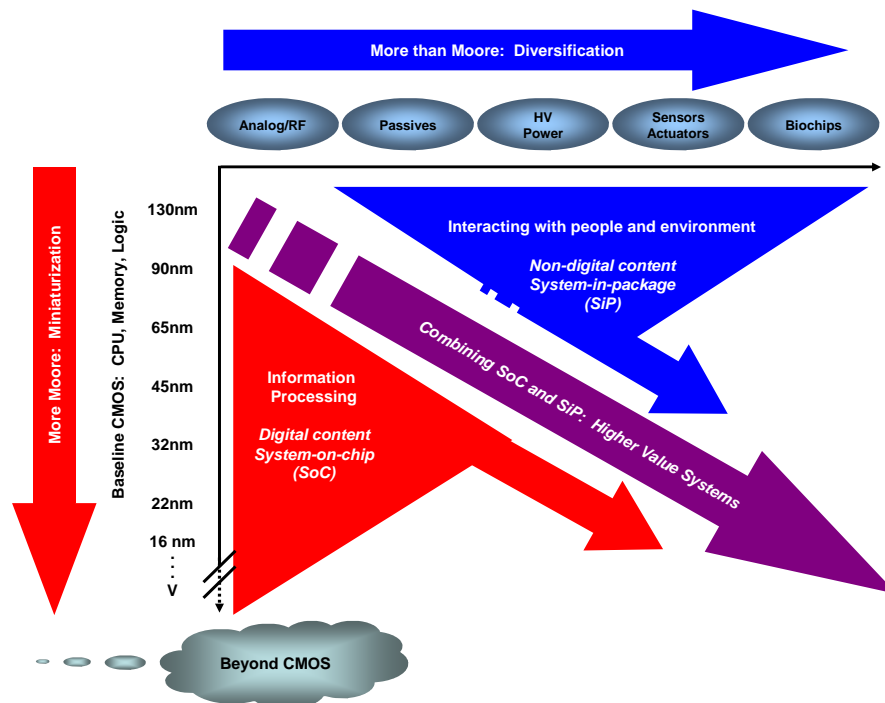 More than Moore: Diversification
Analog/RF
Passives
HV
Power
Sensors
Actuators
Biochips
More Moore: Miniaturization
Baseline CMOS: CPU, Memory, Logic
130nm
90nm
65nm
45nm
32nm
22nm
16 nm
.
.
.
V
Interacting with people and environment
Non-digital content
System-in-package
(SiP)
Combining SoC and SiP: Higher Value Systems
Information
Processing
Digital content
System-on-chip
(SoC)
Beyond CMOS